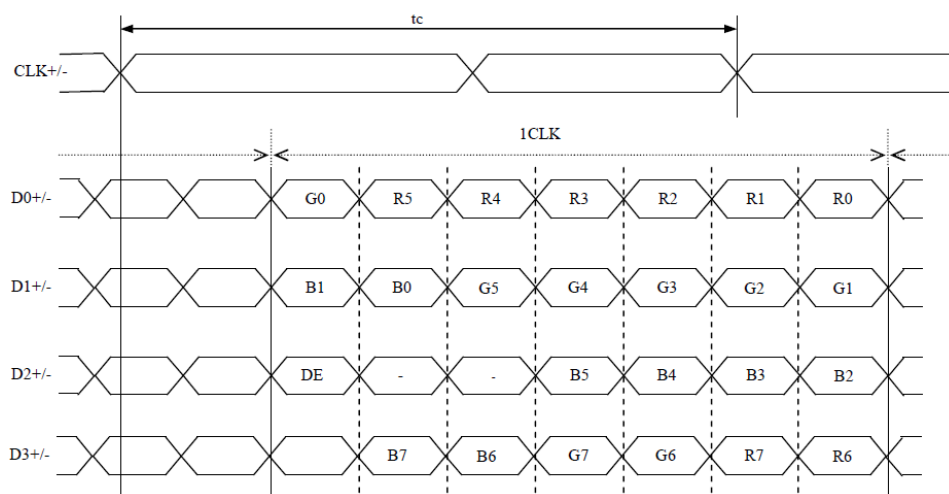 tc
CLK+/-
1CLK
D0+/- G0 R5 R4 R3 R2 R1 R0
D1+/- B1 B0 G5 G4 G3 G2 G1
D2+/- DE - - B5 B4 B3 B2
D3+/- B7 B6 G7 G6 R7 R6